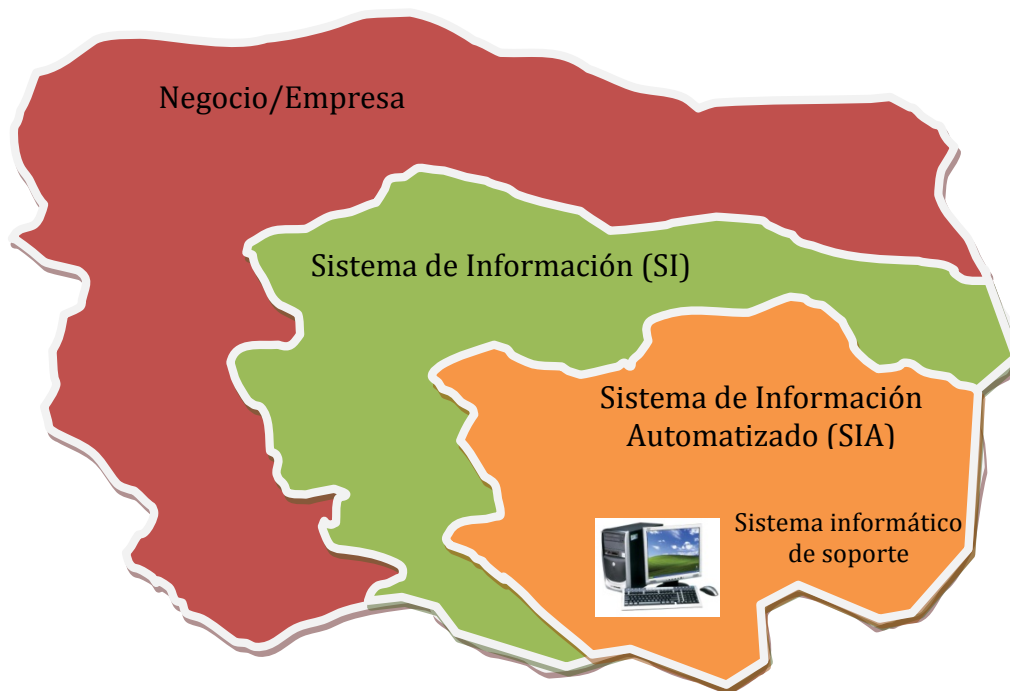 Negocio/Empresa
Sistema de Información (SI)
Sistema de Información
Automatizado (SIA)
Sistema informático
de soporte